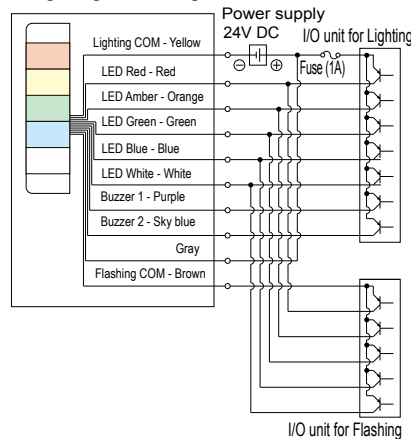 Power supply
24V DC
I/O unit for Lighting
Lighting COM - Yellow
Fuse (1A)
LED Red - Red
LED Amber - Orange
LED Green - Green
LED Blue - Blue
LED White - White
Buzzer 1 - Purple
Buzzer 2 - Sky blue
Gray
Flashing COM - Brown
I/O unit for Flashing